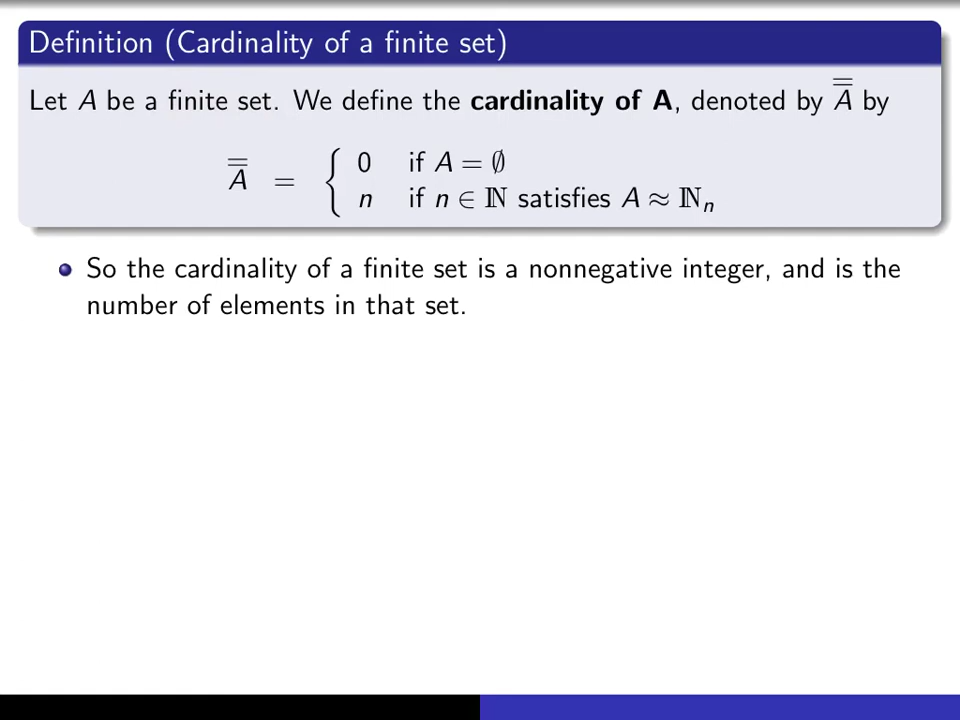 Definition (Cardinality of a finite set)
Let A be a finite set. We define the cardinality of A, denoted by A̿ by
A̿ = { 0 if A = ∅
n if n ∈ ℕ satisfies A ≈ ℕₙ
So the cardinality of a finite set is a nonnegative integer, and is the
number of elements in that set.